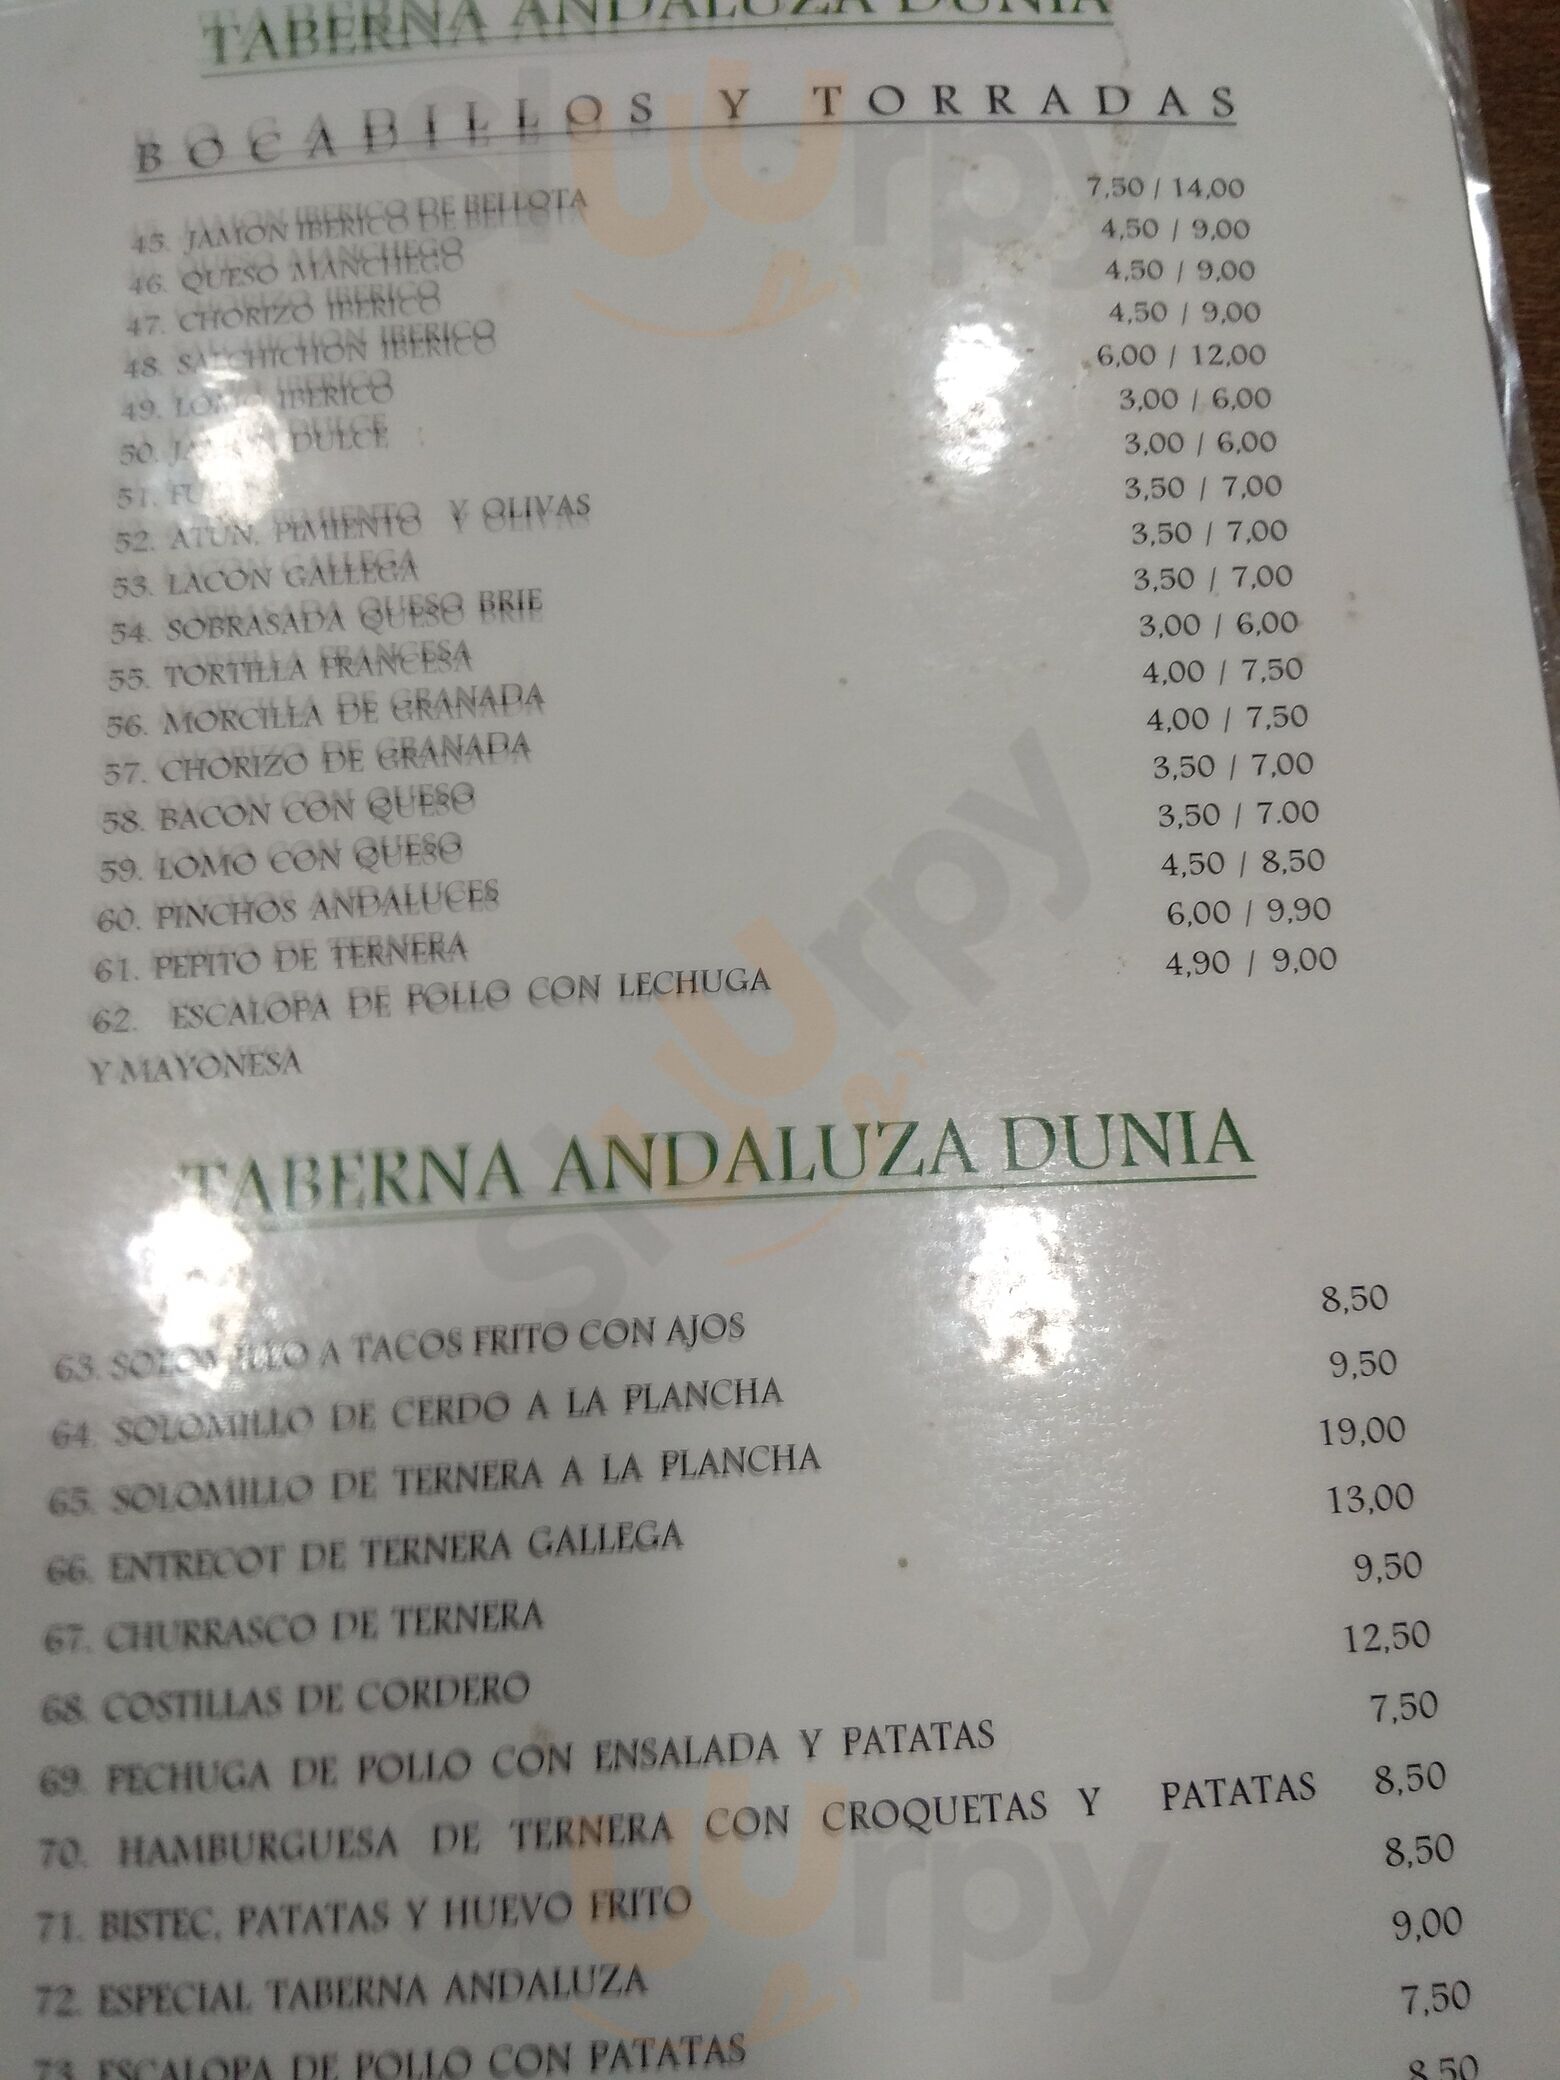 TABERNA ANDALUZA DUNIA
BOCADILLOS Y TORRADAS
45. JAMON IBERICO DE BELLOTA 7,50 / 14,00
46. QUESO MANCHEGO 4,50 / 9,00
47. CHORIZO IBERICO 4,50 / 9,00
48. SALCHICHON IBERICO 4,50 / 9,00
49. LOMO IBERICO 6,00 / 12,00
50. DULCE 3,00 / 6,00
51. 3,00 / 6,00
52. ATUN, PIMIENTO Y OLIVAS 3,50 / 7,00
53. LACON GALLEGA 3,50 / 7,00
54. SOBRASADA QUESO BRIE 3,50 / 7,00
55. TORTILLA FRANCESA 3,00 / 6,00
56. MORCILLA DE GRANADA 4,00 / 7,50
57. CHORIZO DE GRANADA 4,00 / 7,50
58. BACON CON QUESO 3,50 / 7,00
59. LOMO CON QUESO 3,50 / 7.00
60. PINCHOS ANDALUCES 4,50 / 8,50
61. PEPITO DE TERNERA 6,00 / 9,90
62. ESCALOPA DE POLLO CON LECHUGA 4,90 / 9,00
Y MAYONESA
TABERNA ANDALUZA DUNIA
63. SOLOMILLO A TACOS FRITO CON AJOS 8,50
64. SOLOMILLO DE CERDO A LA PLANCHA 9,50
65. SOLOMILLO DE TERNERA A LA PLANCHA 19,00
66. ENTRECOT DE TERNERA GALLEGA 13,00
67. CHURRASCO DE TERNERA 9,50
68. COSTILLAS DE CORDERO 12,50
69. PECHUGA DE POLLO CON ENSALADA Y PATATAS 7,50
70. HAMBURGUESA DE TERNERA CON CROQUETAS Y PATATAS 8,50
71. BISTEC, PATATAS Y HUEVO FRITO 8,50
72. ESPECIAL TABERNA ANDALUZA 9,00
73. ESCALOPA DE POLLO CON PATATAS 7,50
8,50
Sluurpy
Sluurpy
Sluurpy